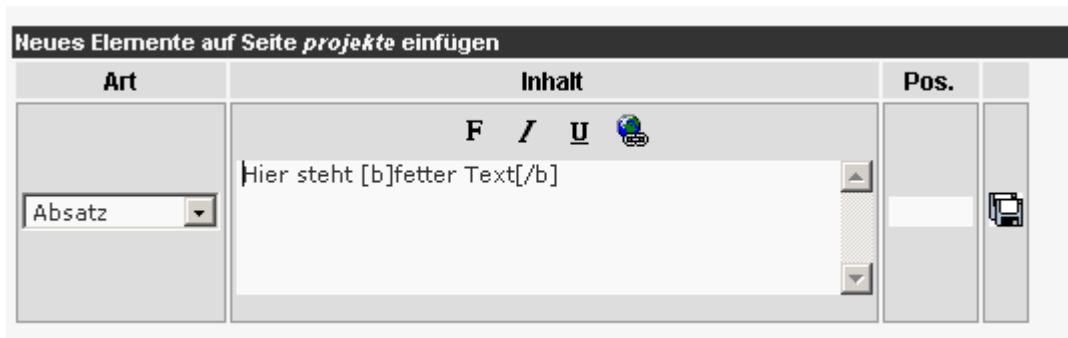 Neues Elemente auf Seite projekte einfügen
Art Inhalt Pos.
F I U
Hier steht [b]fetter Text[/b]
Absatz